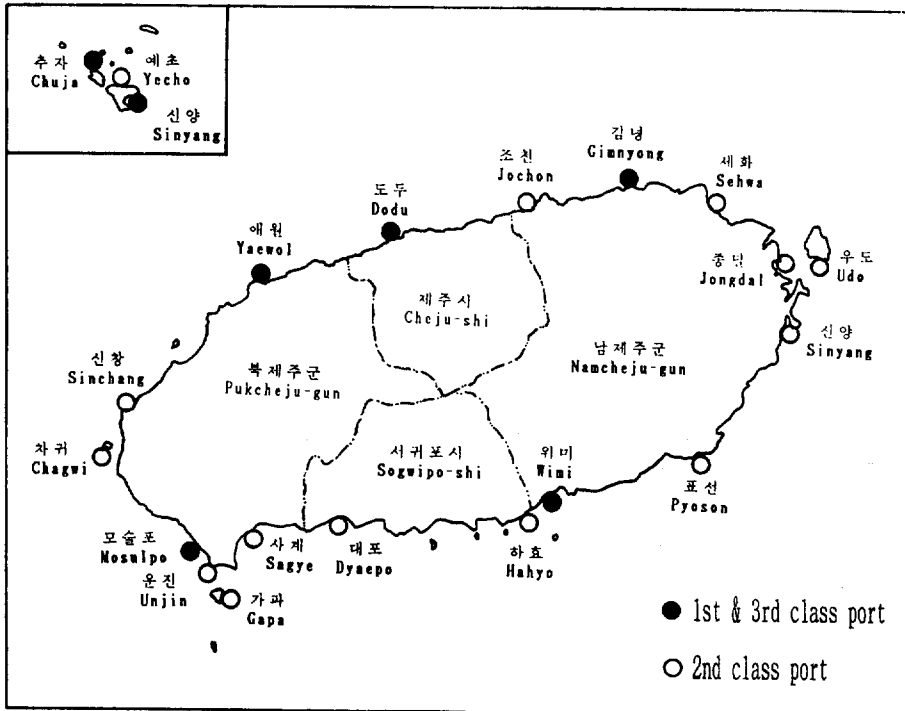 추자
Chuja
예초
Yecho
신양
Sinyang
김녕
Gimnyong
조천
Jochon
세화
Sehwa
도두
Dodu
애원
Yaewol
종달
Jongdal
우도
Udo
제주시
Cheju-shi
신양
Sinyang
신창
Sinchang
북제주군
Pukcheju-gun
남제주군
Namcheju-gun
차귀
Chagwi
서귀포시
Sogwipo-shi
위미
Wimi
표선
Pyoson
모슬포
Mosulpo
사계
Sagye
대포
Dyaepo
하효
Hahyo
운진
Unjin
가파
Gapa
1st & 3rd class port
2nd class port